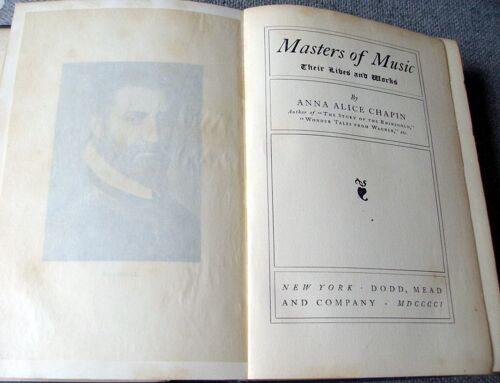 Masters of Music
Their Lives and Works
By
ANNA ALICE CHAPIN
Author of "THE STORY OF THE RHINEGOLD,"
"WONDER TALES FROM WAGNER," etc.
NEW YORK · DODD, MEAD
AND COMPANY · MDCCCCI